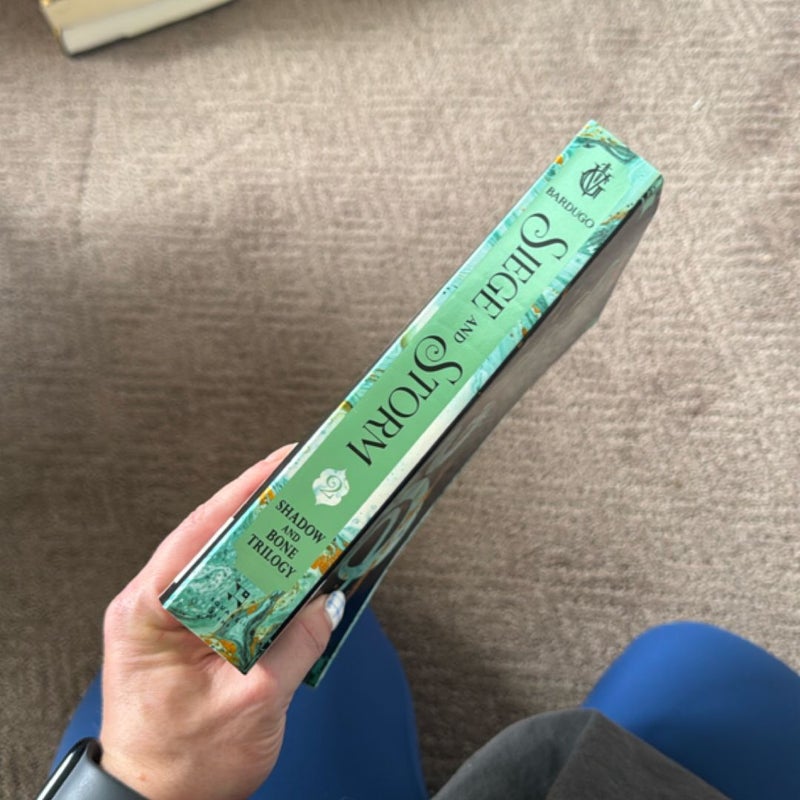 BARDUGO
SIEGE AND STORM
2
SHADOW
AND
BONE
TRILOGY